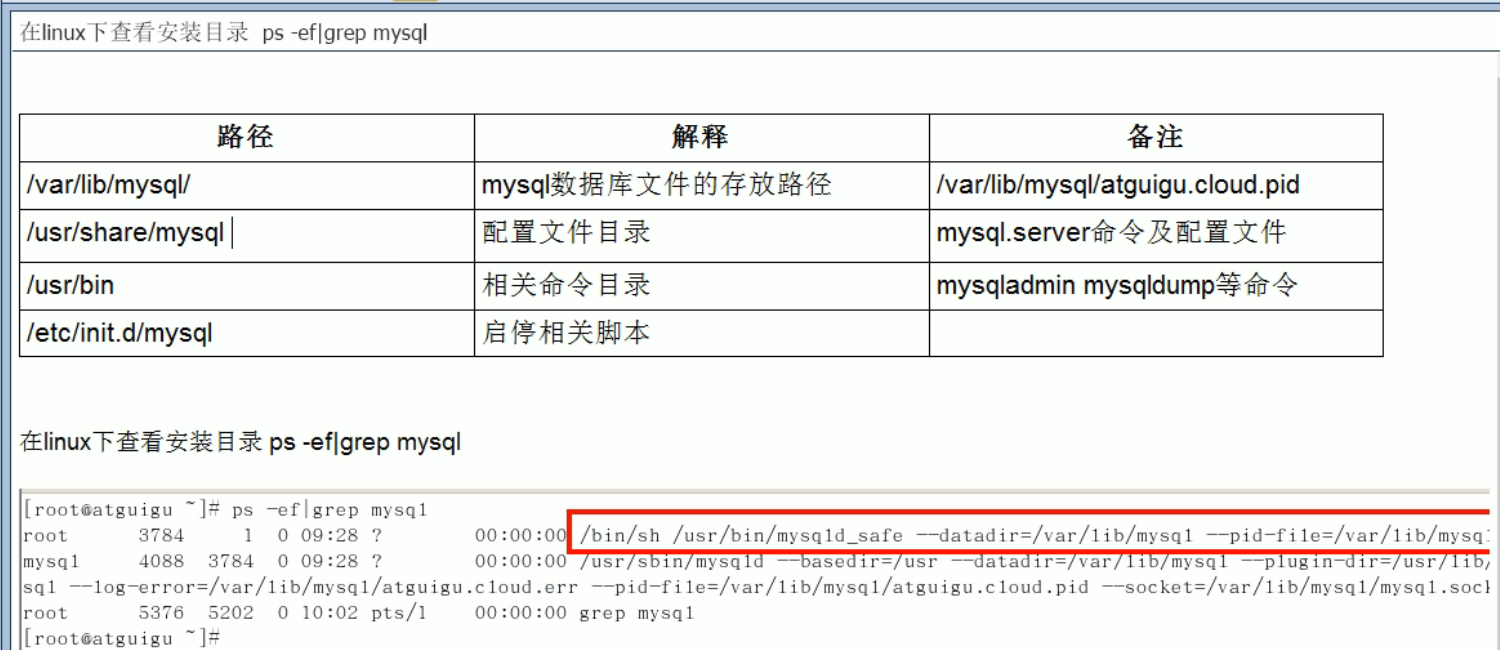 在linux下查看安装目录 ps -ef|grep mysql
路径 解释 备注
/var/lib/mysql/ mysql数据库文件的存放路径 /var/lib/mysql/atguigu.cloud.pid
/usr/share/mysql 配置文件目录 mysql.server命令及配置文件
/usr/bin 相关命令目录 mysqladmin mysqldump等命令
/etc/init.d/mysql 启停相关脚本
在linux下查看安装目录 ps -ef|grep mysql
[root@atguigu ~]# ps -ef|grep mysql
root 3784 1 0 09:28 ? 00:00:00 /bin/sh /usr/bin/mysqld_safe --datadir=/var/lib/mysql --pid-file=/var/lib/mysql
mysql 4088 3784 0 09:28 ? 00:00:00 /usr/sbin/mysqld --basedir=/usr --datadir=/var/lib/mysql --plugin-dir=/usr/lib/
sql --log-error=/var/lib/mysql/atguigu.cloud.err --pid-file=/var/lib/mysql/atguigu.cloud.pid --socket=/var/lib/mysql/mysql.sock
root 5376 5202 0 10:02 pts/1 00:00:00 grep mysql
[root@atguigu ~]#